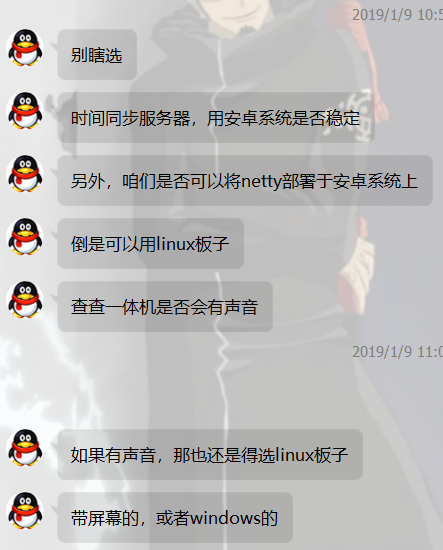 2019/1/9 10:5
别瞎选
时间同步服务器，用安卓系统是否稳定
另外，咱们是否可以将netty部署于安卓系统上
倒是可以用linux板子
查查一体机是否会有声音
2019/1/9 11:0
如果有声音，那也还是得选linux板子
带屏幕的，或者windows的